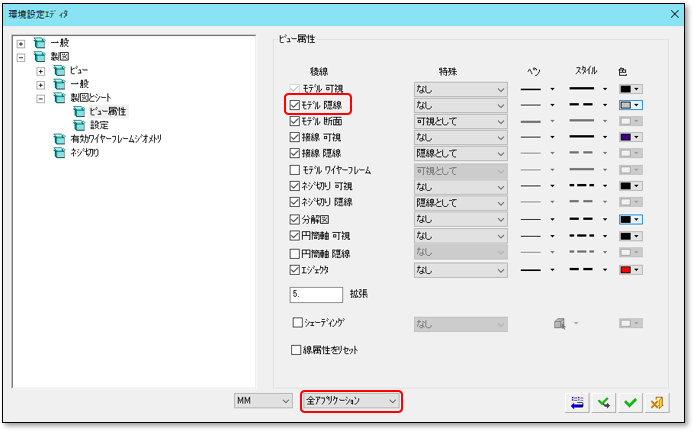 環境設定エディタ
一般
製図
ビュー
一般
製図とシート
ビュー属性
設定
有効ワイヤーフレームジオメトリ
ネジ切り
ビュー属性
稜線 特殊 ペン スタイル 色
モデル 可視 なし
モデル 隠線 なし
モデル 断面 可視として
接線 可視 なし
接線 隠線 隠線として
モデル ワイヤーフレーム 可視として
ネジ切り 可視 なし
ネジ切り 隠線 隠線として
分解図 なし
円筒軸 可視 なし
円筒軸 隠線 なし
エジェクタ なし
5. 拡張
シェーディング なし
線属性をリセット
MM 全アプリケーション